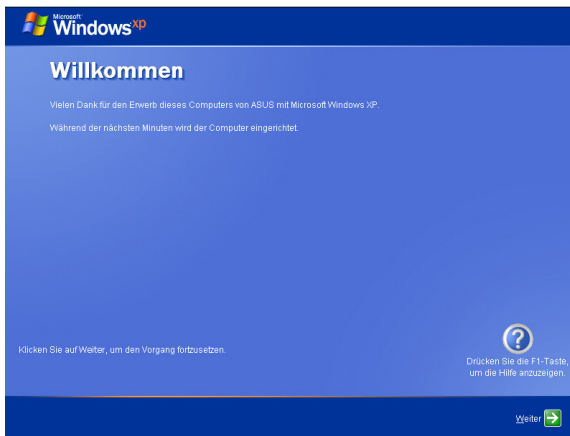 Microsoft
Windows xp
Willkommen
Vielen Dank für den Erwerb dieses Computers von ASUS mit Microsoft Windows XP.
Während der nächsten Minuten wird der Computer eingerichtet.
Klicken Sie auf Weiter, um den Vorgang fortzusetzen.
Drücken Sie die F1-Taste,
um die Hilfe anzuzeigen.
Weiter